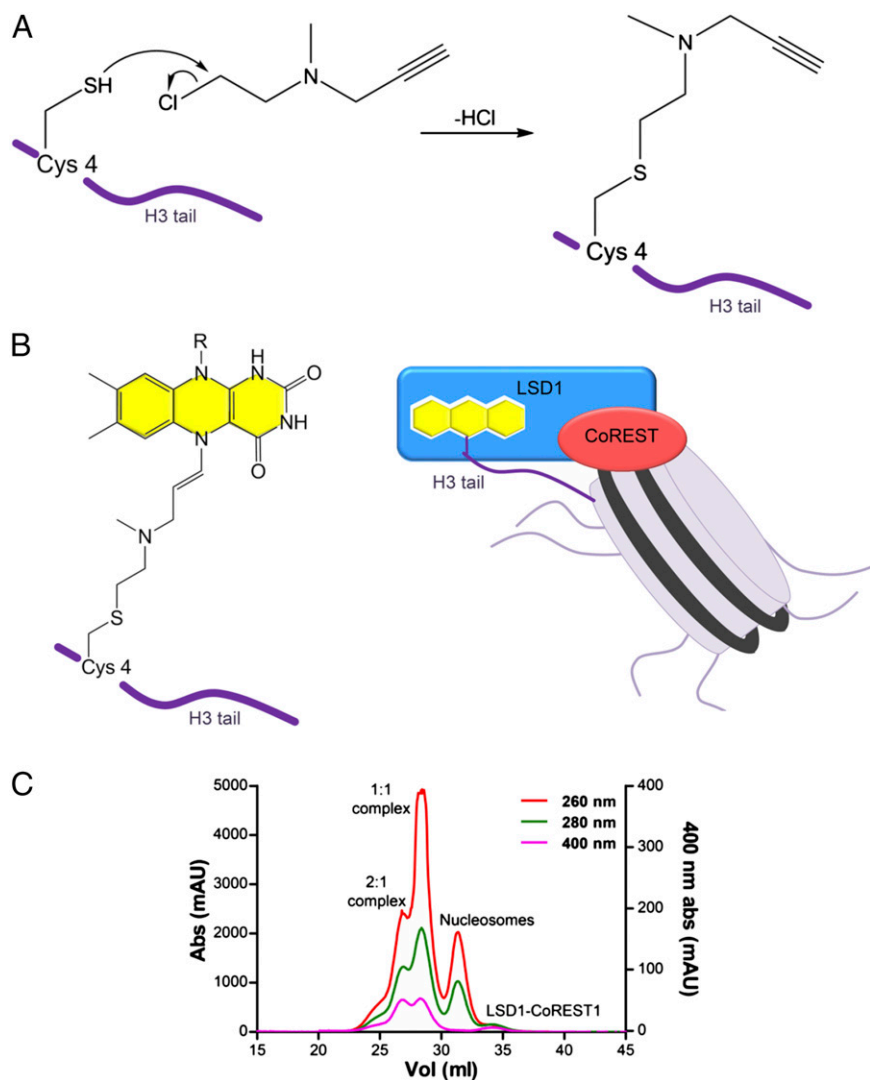 A
SH
Cl
N
-HCl
N
S
Cys 4
H3 tail
Cys 4
H3 tail
B
R
N
H
N
O
NH
N
O
N
S
Cys 4
H3 tail
LSD1
CoREST
H3 tail
C
5000
4000
3000
2000
1000
0
Abs (mAU)
1:1
complex
2:1
complex
Nucleosomes
LSD1-CoREST1
260 nm
280 nm
400 nm
400
300
200
100
0
400 nm abs (mAU)
15 20 25 30 35 40 45
Vol (ml)